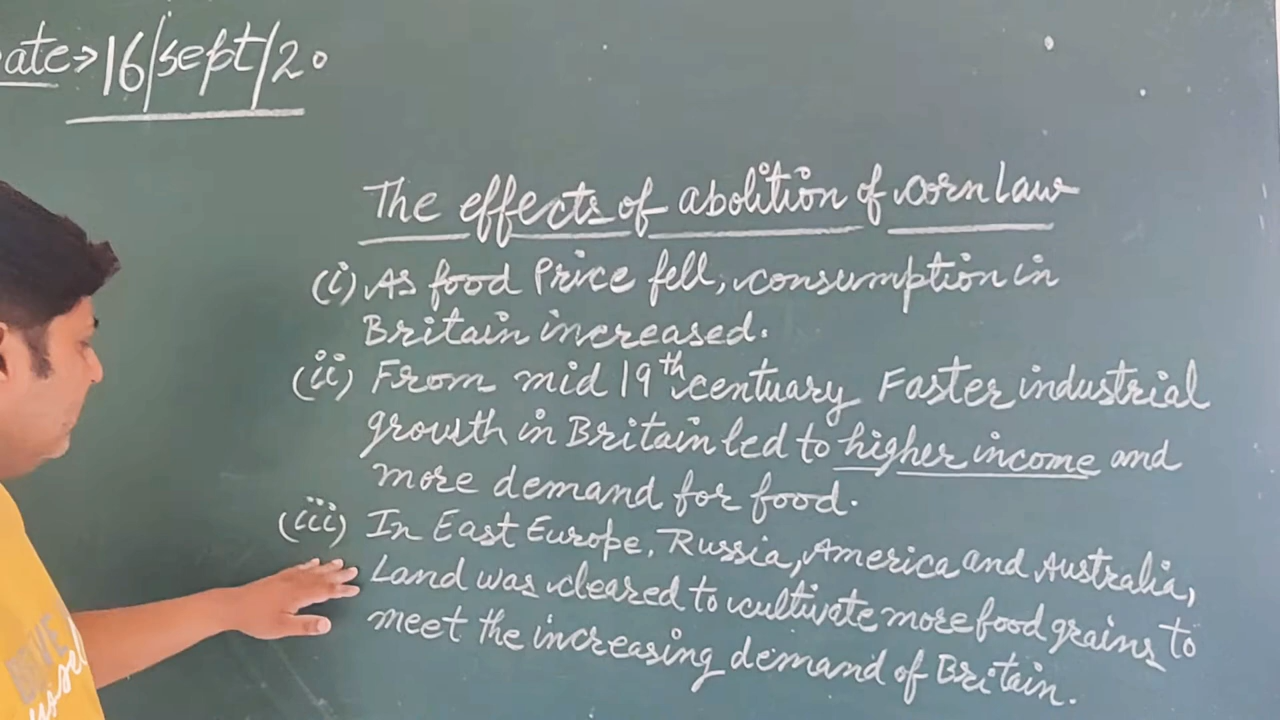 ate→16/sept/20
The effects of abolition of corn law
(i) As food Price fell, consumption in
Britain increased.
(ii) From mid 19th centuary Faster industrial
growth in Britain led to higher income and
more demand for food.
(iii) In East Europe, Russia, America and Australia,
Land was cleared to cultivate more food grains to
meet the increasing demand of Britain.